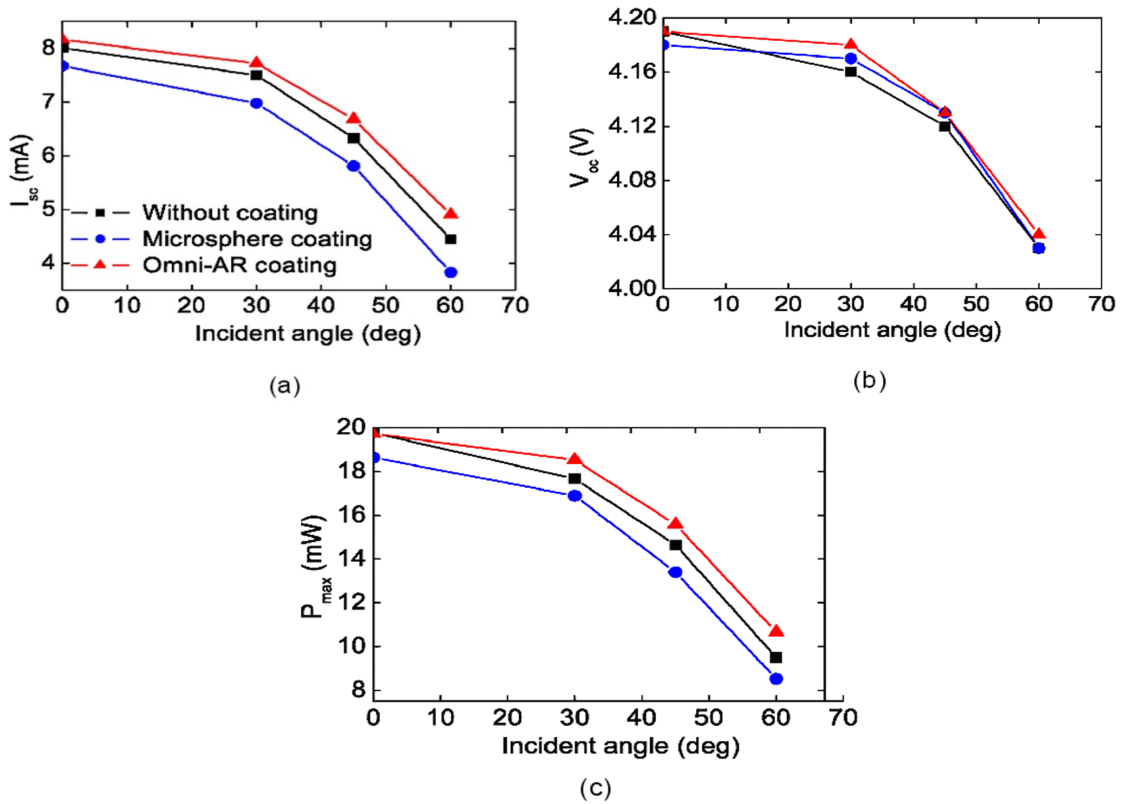 8
7
6
5
4
I_sc (mA)
Without coating
Microsphere coating
Omni-AR coating
0 10 20 30 40 50 60 70
Incident angle (deg)
(a)
4.20
4.16
4.12
4.08
4.04
4.00
V_oc (V)
0 10 20 30 40 50 60 70
Incident angle (deg)
(b)
20
18
16
14
12
10
8
P_max (mW)
0 10 20 30 40 50 60 70
Incident angle (deg)
(c)